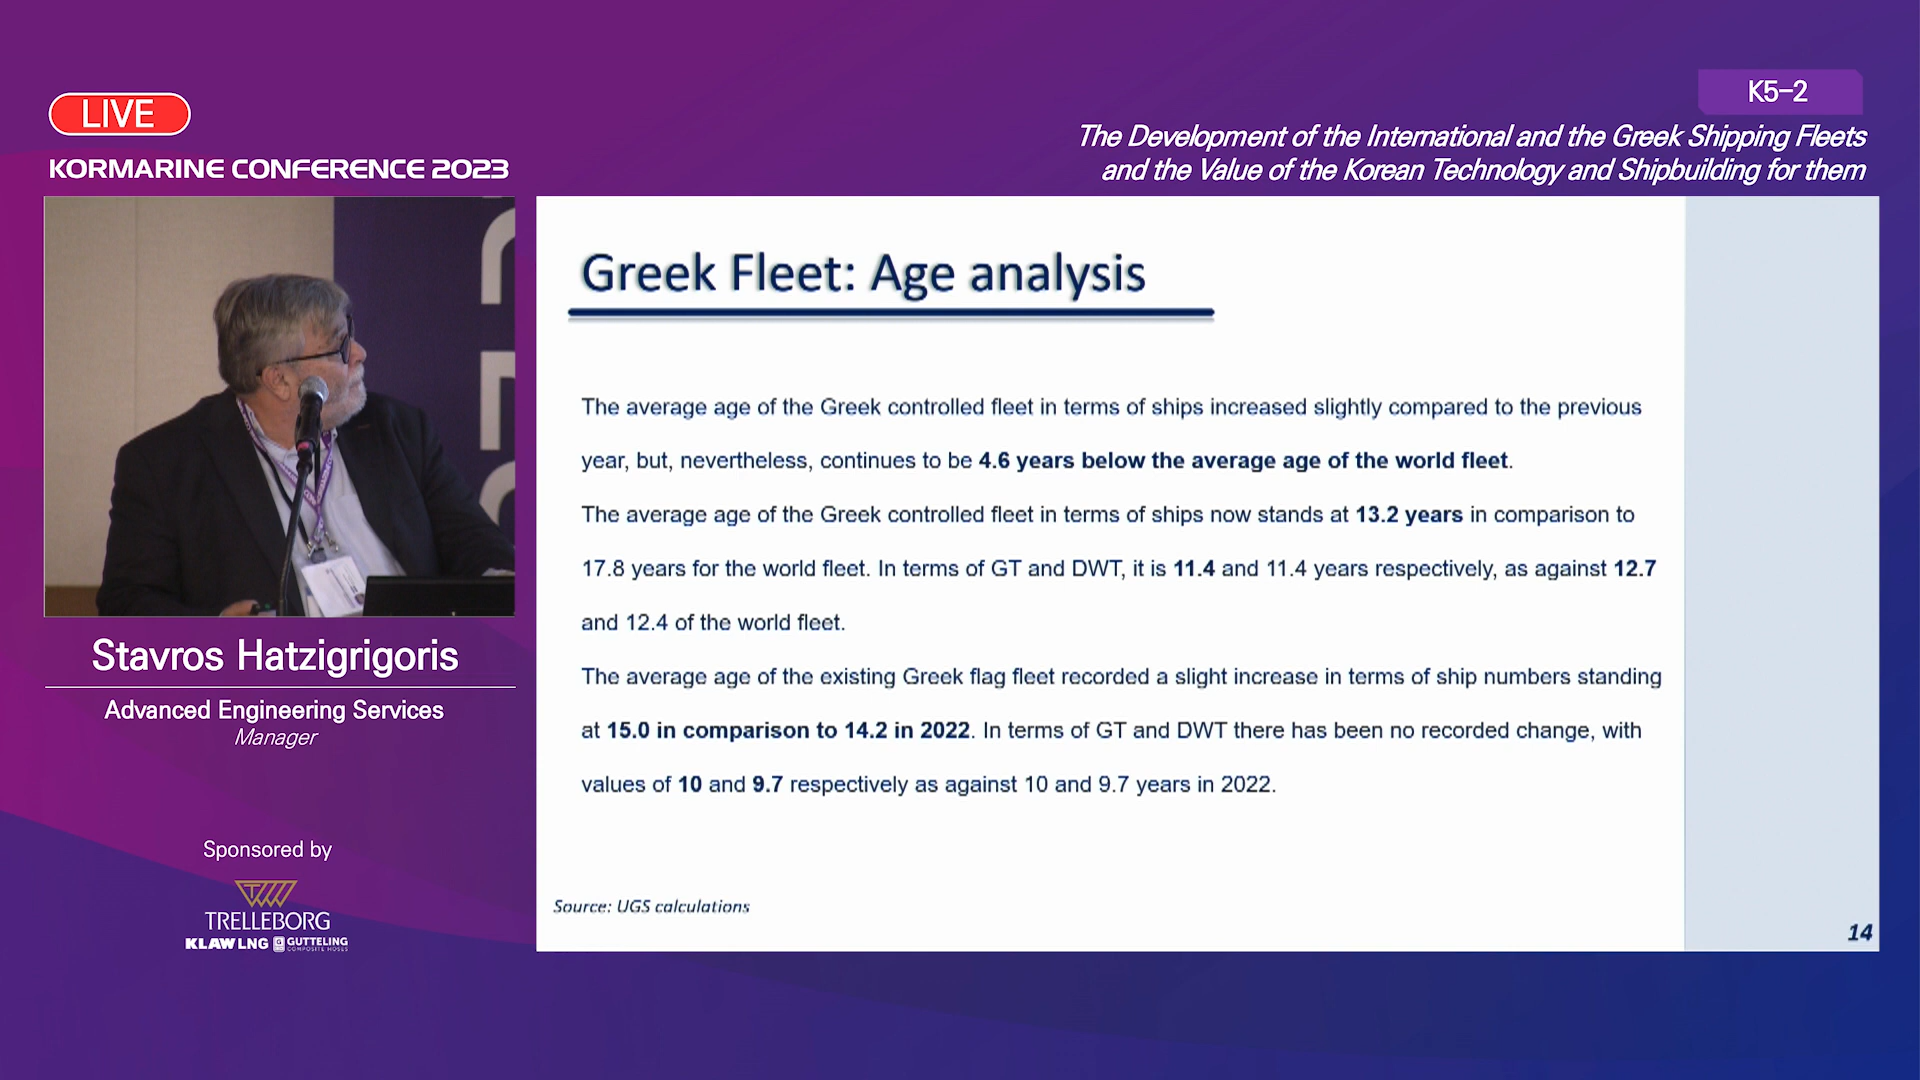 LIVE
KORMARINE CONFERENCE 2023
K5-2
The Development of the International and the Greek Shipping Fleets
and the Value of the Korean Technology and Shipbuilding for them
Greek Fleet: Age analysis
The average age of the Greek controlled fleet in terms of ships increased slightly compared to the previous
year, but, nevertheless, continues to be 4.6 years below the average age of the world fleet.
The average age of the Greek controlled fleet in terms of ships now stands at 13.2 years in comparison to
17.8 years for the world fleet. In terms of GT and DWT, it is 11.4 and 11.4 years respectively, as against 12.7
and 12.4 of the world fleet.
The average age of the existing Greek flag fleet recorded a slight increase in terms of ship numbers standing
at 15.0 in comparison to 14.2 in 2022. In terms of GT and DWT there has been no recorded change, with
values of 10 and 9.7 respectively as against 10 and 9.7 years in 2022.
Source: UGS calculations
14
Stavros Hatzigrigoris
Advanced Engineering Services
Manager
Sponsored by
TRELLEBORG
KLAW LNG GUTTELING
COMPOSITE HOSES